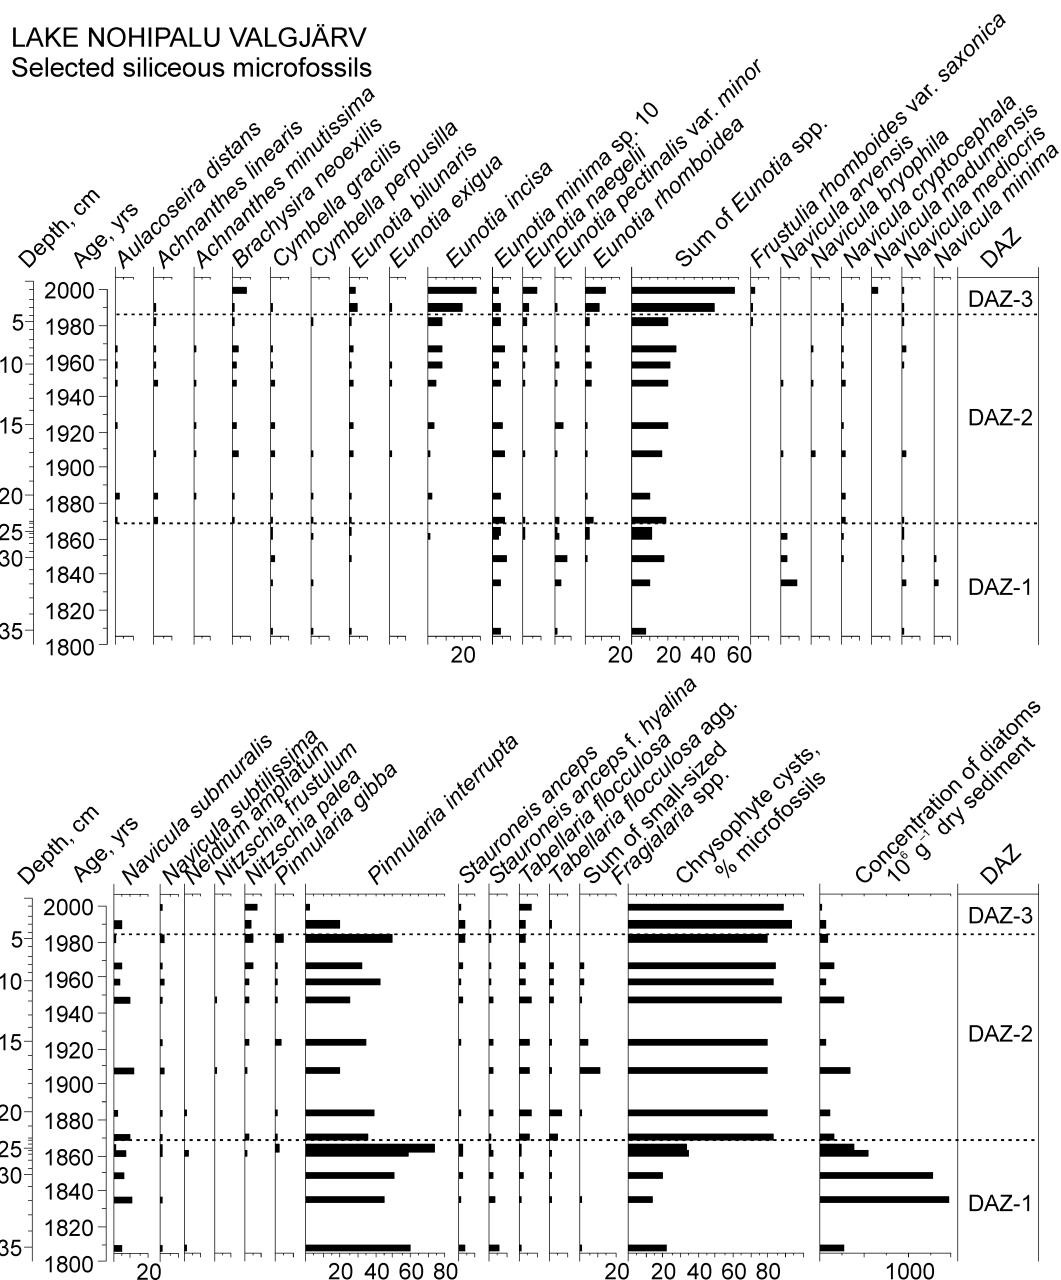 LAKE NOHIPALU VALGJÄRV
Selected siliceous microfossils
Depth, cm
Age, yrs
Aulacoseira distans
Achnanthes linearis
Achnanthes minutissima
Brachysira neoexilis
Cymbella gracilis
Cymbella perpusilla
Eunotia bilunaris
Eunotia exigua
Eunotia incisa
Eunotia minima sp. 10
Eunotia naegelii
Eunotia pectinalis var. minor
Eunotia rhomboidea
Sum of Eunotia spp.
Frustulia rhomboides var. saxonica
Navicula arvensis
Navicula bryophila
Navicula cryptocephala
Navicula madumensis
Navicula mediocris
Navicula minima
DAZ
2000
DAZ-3
5
1980
10
1960
1940
15
1920
DAZ-2
1900
20
1880
25
1860
30
1840
DAZ-1
1820
35
1800
20
20
20 40 60
Depth, cm
Age, yrs
Navicula submuralis
Navicula subtilissima
Neidium ampliatum
Nitzschia frustulum
Nitzschia palea
Pinnularia gibba
Pinnularia interrupta
Stauroneis anceps
Stauroneis anceps f. hyalina
Tabellaria flocculosa
Tabellaria flocculosa agg.
Sum of small-sized
Fraglaria spp.
Chrysophyte cysts,
% microfossils
Concentration of diatoms
10⁶ g⁻¹ dry sediment
DAZ
2000
DAZ-3
5
1980
10
1960
1940
15
1920
DAZ-2
1900
20
1880
25
1860
30
1840
DAZ-1
1820
35
1800
20
20 40 60 80
20
20 40 60 80
1000